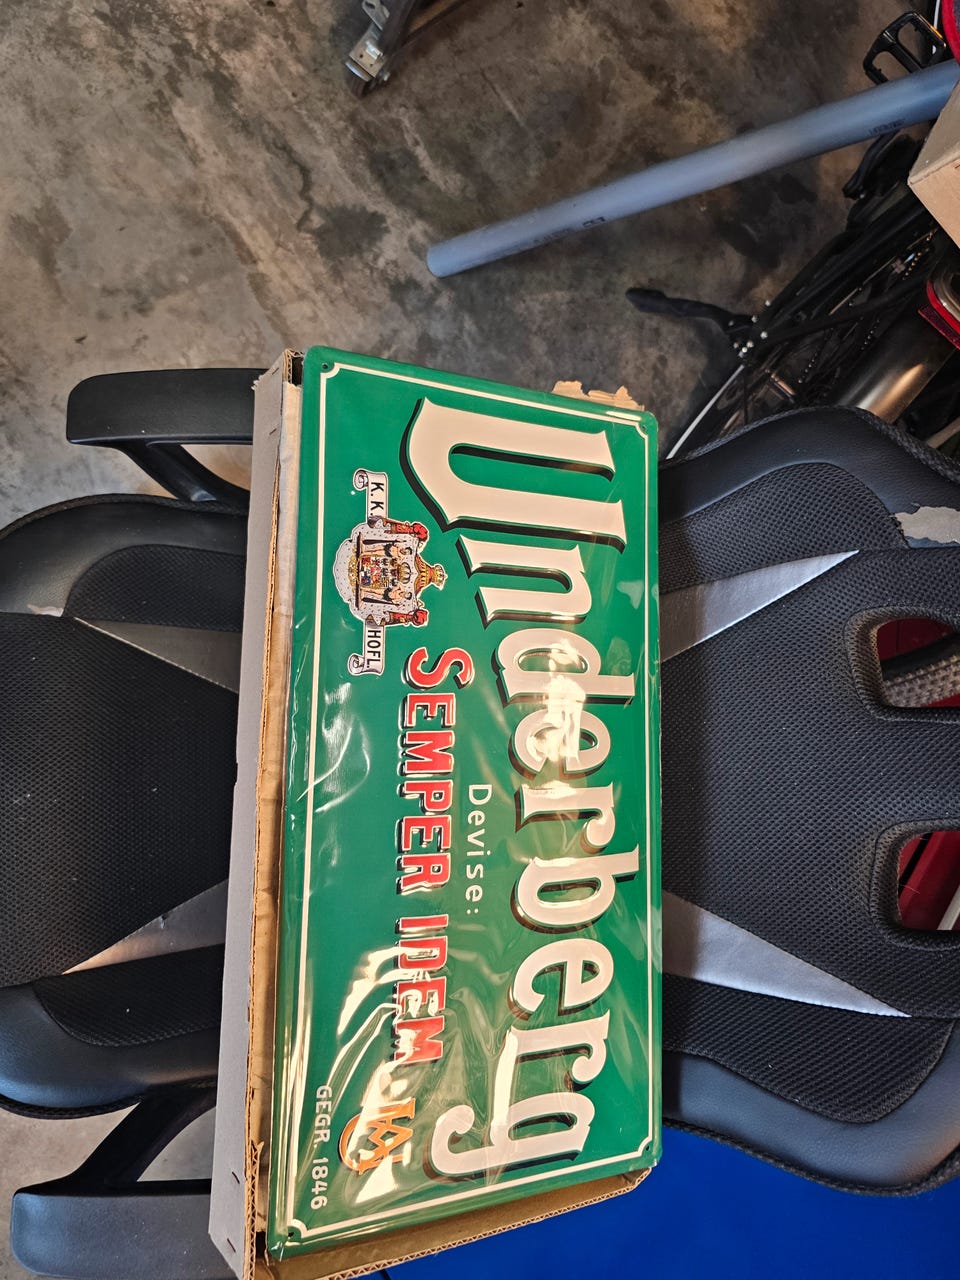 Underberg
Devise:
K. K. HOFL.
SEMPER IDEM
GEGR. 1846